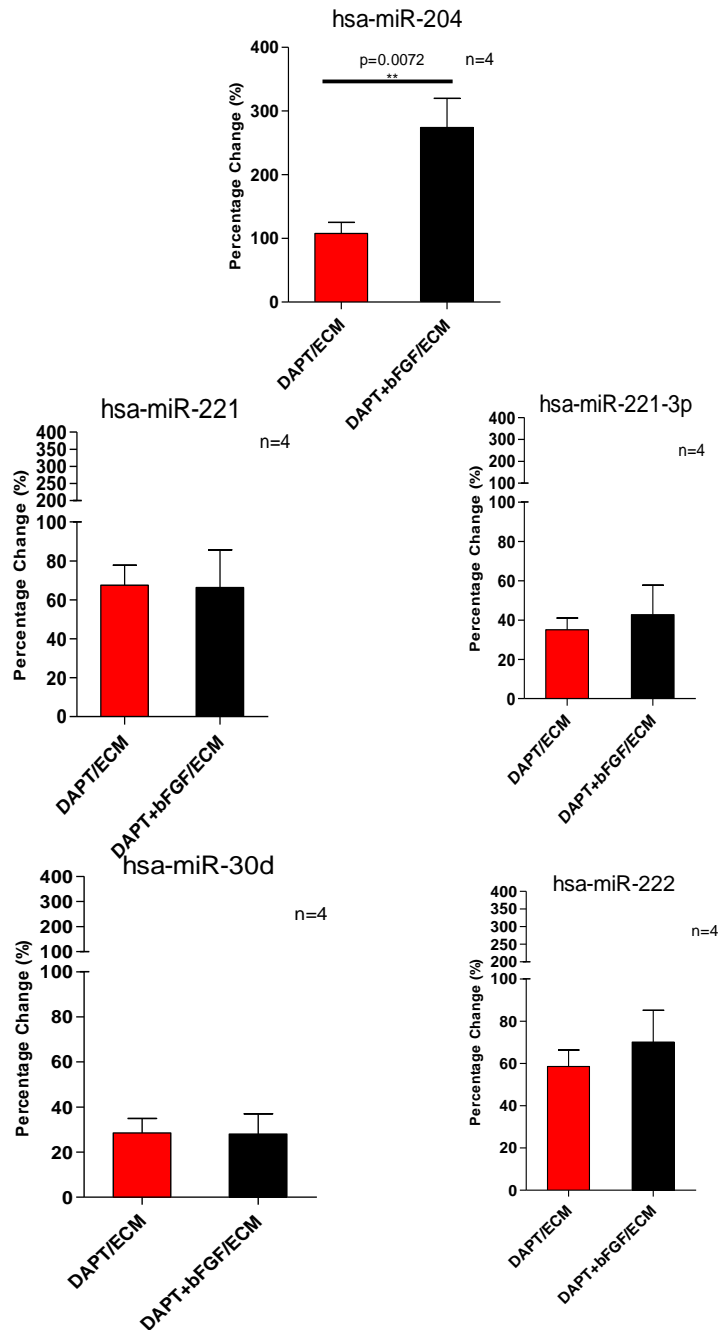 hsa-miR-204
Percentage Change (%)
400
300
200
100
0
p=0.0072
**
n=4
DAPT/ECM
DAPT+bFGF/ECM
hsa-miR-221
Percentage Change (%)
400
350
300
250
200
100
80
60
40
20
0
n=4
DAPT/ECM
DAPT+bFGF/ECM
hsa-miR-221-3p
Percentage Change (%)
400
300
200
100
100
80
60
40
20
0
n=4
DAPT/ECM
DAPT+bFGF/ECM
hsa-miR-30d
Percentage Change (%)
400
300
200
100
100
80
60
40
20
0
n=4
DAPT/ECM
DAPT+bFGF/ECM
hsa-miR-222
Percentage Change (%)
400
350
300
250
200
100
80
60
40
20
0
n=4
DAPT/ECM
DAPT+bFGF/ECM